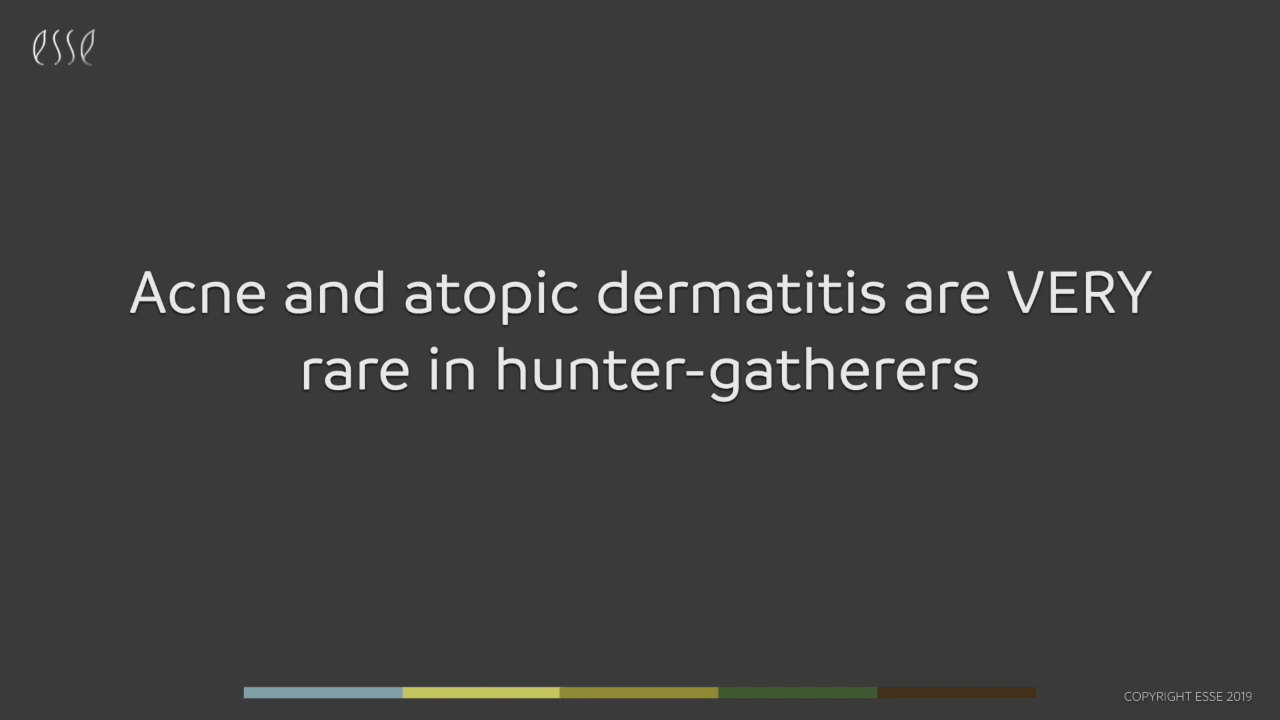 esse
Acne and atopic dermatitis are VERY
rare in hunter-gatherers
COPYRIGHT ESSE 2019